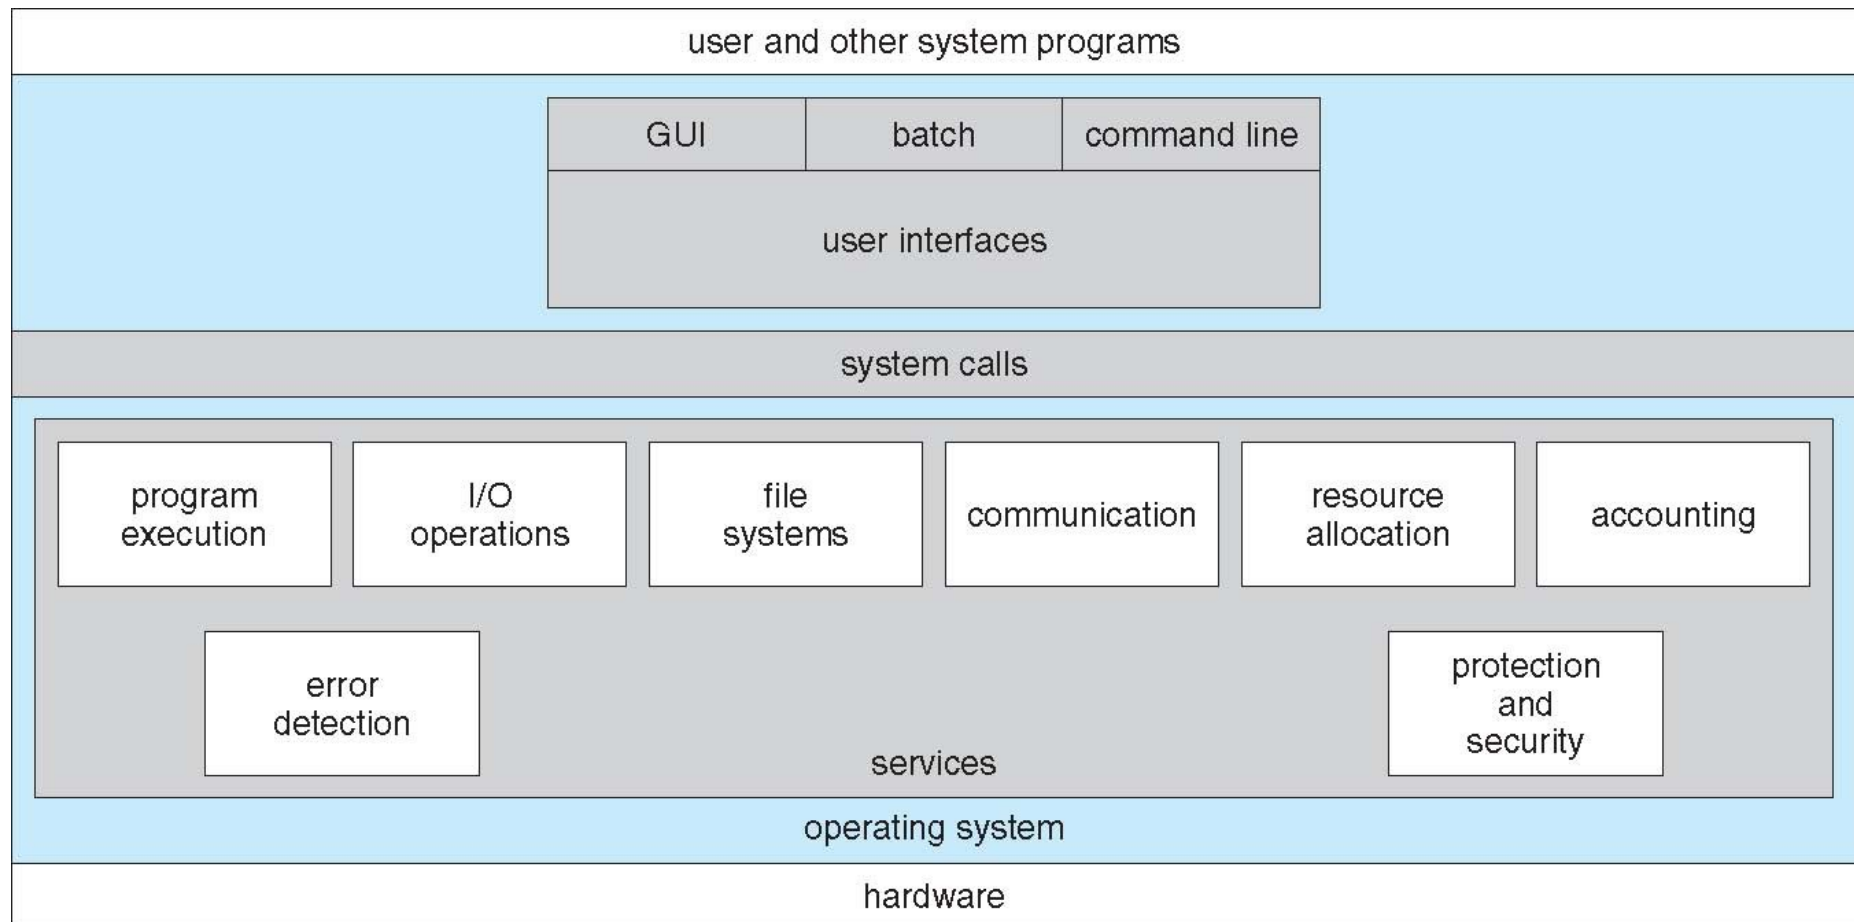 user and other system programs
GUI
batch
command line
user interfaces
system calls
program
execution
I/O
operations
file
systems
communication
resource
allocation
accounting
error
detection
protection
and
security
services
operating system
hardware